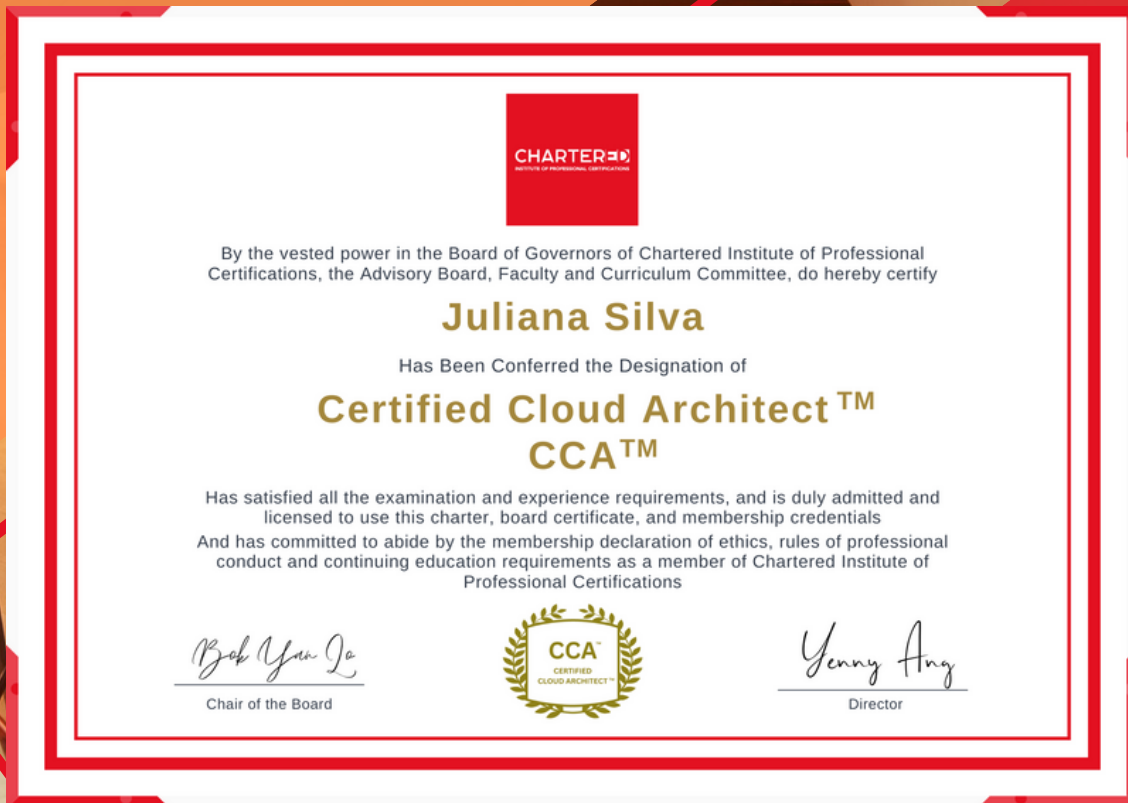 CHARTERED
INSTITUTE OF PROFESSIONAL CERTIFICATIONS
By the vested power in the Board of Governors of Chartered Institute of Professional
Certifications, the Advisory Board, Faculty and Curriculum Committee, do hereby certify
Juliana Silva
Has Been Conferred the Designation of
Certified Cloud Architect™
CCA™
Has satisfied all the examination and experience requirements, and is duly admitted and
licensed to use this charter, board certificate, and membership credentials
And has committed to abide by the membership declaration of ethics, rules of professional
conduct and continuing education requirements as a member of Chartered Institute of
Professional Certifications
Bok Yan Lo
Yenny Ang
CCA™
CERTIFIED
CLOUD ARCHITECT™
Chair of the Board
Director